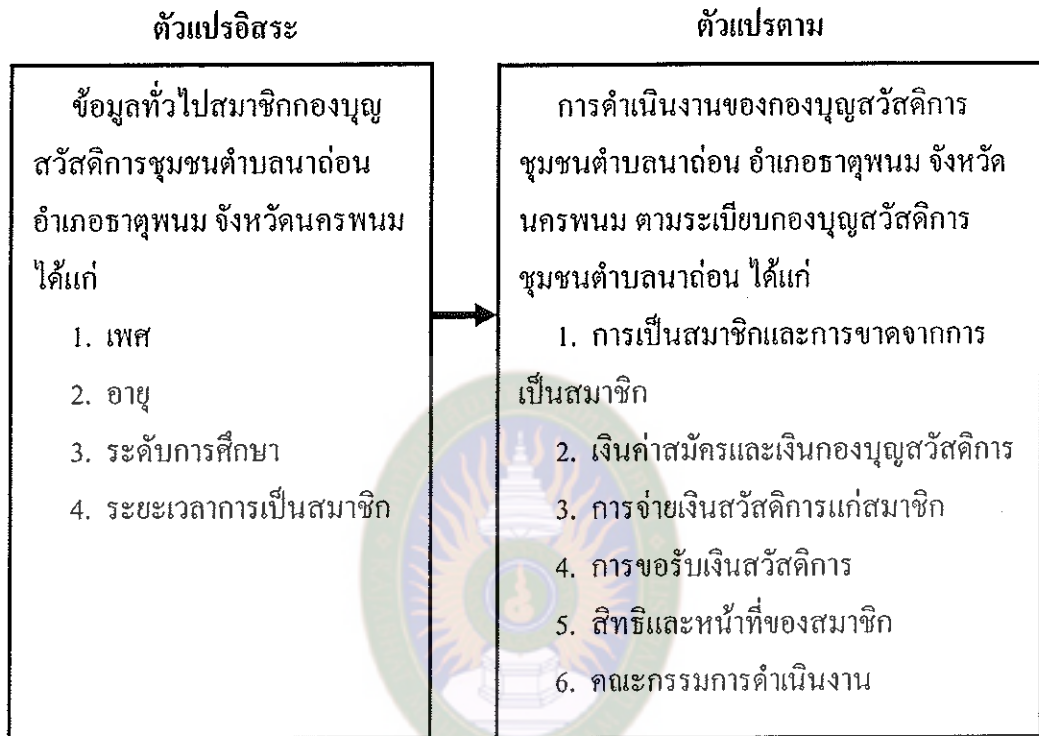 ตัวแปรอิสระ
ข้อมูลทั่วไปสมาชิกกองบุญ
สวัสดิการชุมชนตำบลนาถ่อน
อำเภอธาตุพนม จังหวัดนครพนม
ได้แก่
1. เพศ
2. อายุ
3. ระดับการศึกษา
4. ระยะเวลาการเป็นสมาชิก
ตัวแปรตาม
การดำเนินงานของกองบุญสวัสดิการ
ชุมชนตำบลนาถ่อน อำเภอธาตุพนม จังหวัด
นครพนม ตามระเบียบกองบุญสวัสดิการ
ชุมชนตำบลนาถ่อน ได้แก่
1. การเป็นสมาชิกและการขาดจากการ
เป็นสมาชิก
2. เงินค่าสมัครและเงินกองบุญสวัสดิการ
3. การจ่ายเงินสวัสดิการแก่สมาชิก
4. การขอรับเงินสวัสดิการ
5. สิทธิและหน้าที่ของสมาชิก
6. คณะกรรมการดำเนินงาน